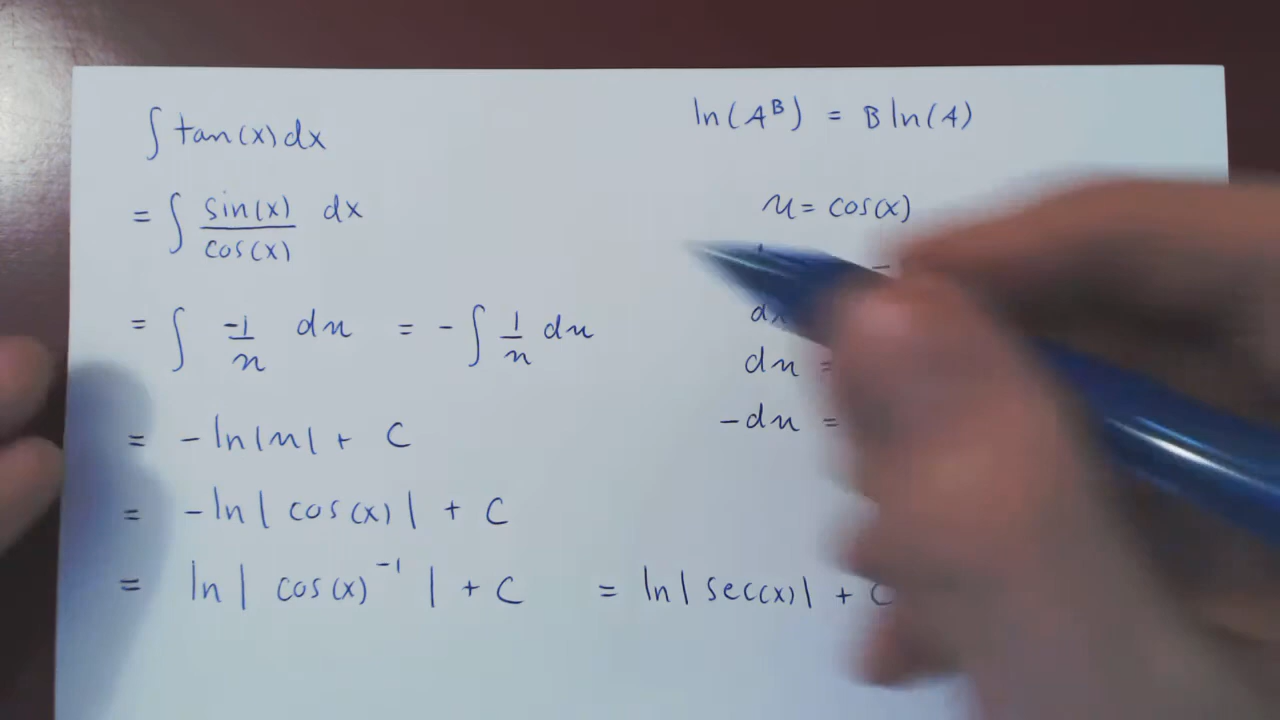 ∫ tan(x) dx
= ∫ sin(x)/cos(x) dx
= ∫ -1/u du = - ∫ 1/u du
= - ln|u| + C
= - ln| cos(x) | + C
= ln| cos(x)⁻¹ | + C = ln| sec(x) | + C
ln(Aᴮ) = B ln(A)
u = cos(x)
du =
-du =